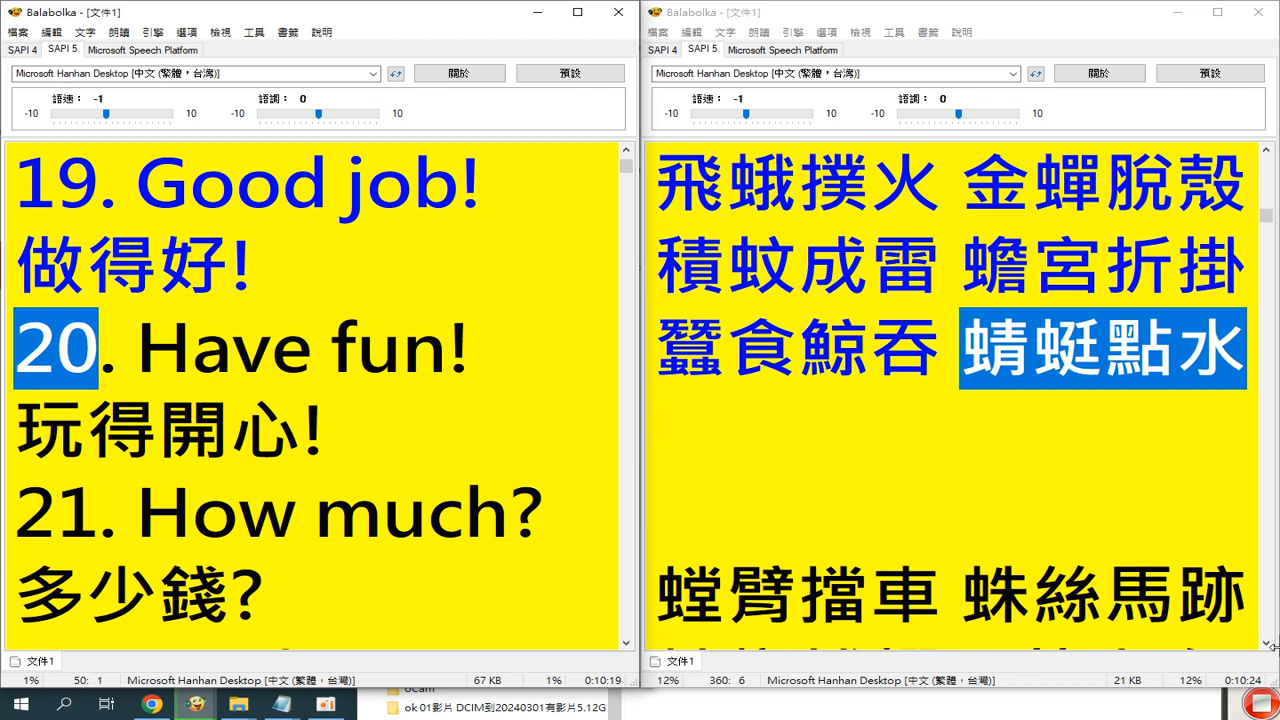 Balabolka - [文件1]
檔案 編輯 文字 朗讀 引擎 選項 檢視 工具 書籤 說明
SAPI 4 SAPI 5 Microsoft Speech Platform
Microsoft Hanhan Desktop [中文 (繁體，台灣)] 關於 預設
語速： -1 語調： 0
-10 10 -10 10
19. Good job!
做得好!
20. Have fun!
玩得開心!
21. How much?
多少錢?
文件1
1% 50: 1 Microsoft Hanhan Desktop [中文 (繁體，台灣)] 67 KB 1% 0:10:19
Balabolka - [文件1]
檔案 編輯 文字 朗讀 引擎 選項 檢視 工具 書籤 說明
SAPI 4 SAPI 5 Microsoft Speech Platform
Microsoft Hanhan Desktop [中文 (繁體，台灣)] 關於 預設
語速： -1 語調： 0
-10 10 -10 10
飛蛾撲火 金蟬脫殼
積蚊成雷 蟾宮折掛
蠶食鯨吞 蜻蜓點水
螳臂擋車 蛛絲馬跡
文件1
12% 360: 6 Microsoft Hanhan Desktop [中文 (繁體，台灣)] 21 KB 12% 0:10:24
oCam
ok 01影片 DCIM到20240301有影片5.12G